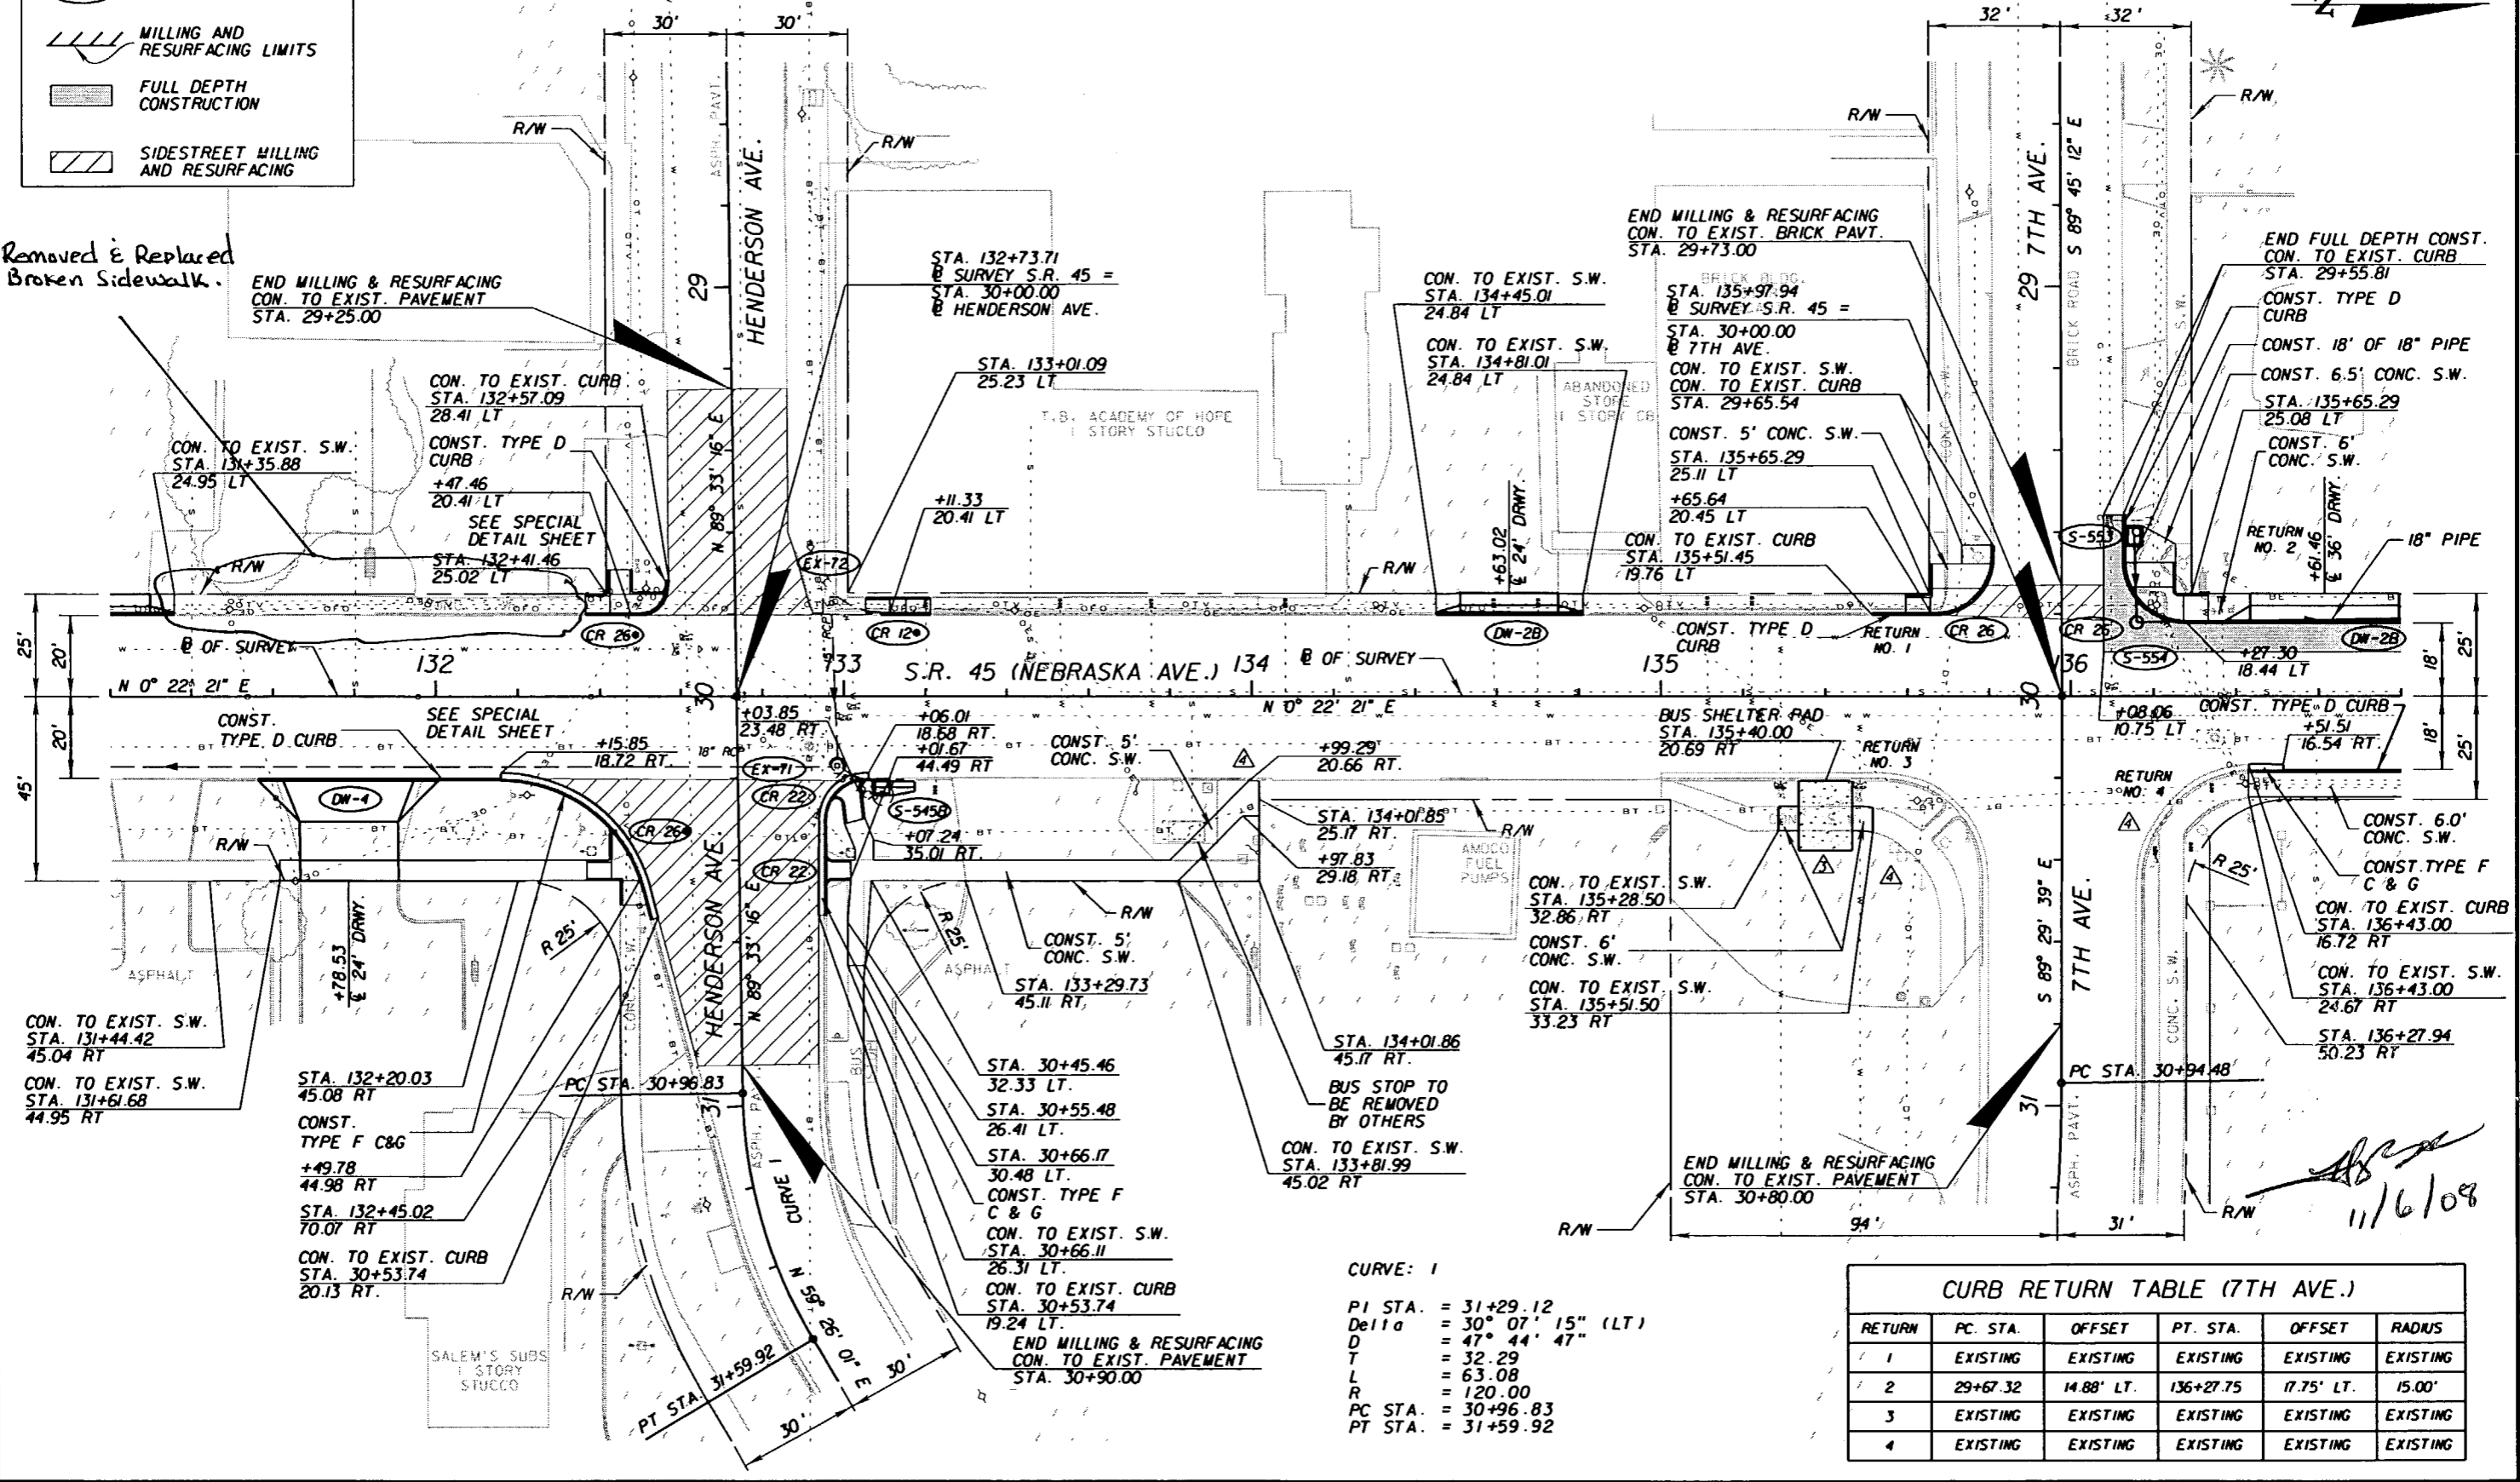 MILLING AND
RESURFACING LIMITS
FULL DEPTH
CONSTRUCTION
SIDESTREET MILLING
AND RESURFACING
Removed & Replaced
Broken Sidewalk.
30'
30'
32'
32'
R/W
R/W
R/W
R/W
ASPH. PAVT.
HENDERSON AVE.
29
N 89° 33' 16" E
29
7TH AVE.
S 89° 45' 12" E
BRICK ROAD
END MILLING & RESURFACING
CON. TO EXIST. PAVEMENT
STA. 29+25.00
STA. 132+73.71
℄ SURVEY S.R. 45 =
STA. 30+00.00
℄ HENDERSON AVE.
STA. 133+01.09
25.23 LT
+11.33
20.41 LT
CON. TO EXIST. CURB
STA. 132+57.09
28.41 LT
CONST. TYPE D
CURB
+47.46
20.41 LT
SEE SPECIAL
DETAIL SHEET
STA. 132+41.46
25.02 LT
CON. TO EXIST. S.W.
STA. 131+35.88
24.95 LT
R/W
T.B. ACADEMY OF HOPE
1 STORY STUCCO
CON. TO EXIST. S.W.
STA. 134+45.01
24.84 LT
CON. TO EXIST. S.W.
STA. 134+81.01
24.84 LT
ABANDONED
STORE
1 STORY CB
BRICK BLDG.
+63.02
℄ 24' DRWY.
R/W
END MILLING & RESURFACING
CON. TO EXIST. BRICK PAVT.
STA. 29+73.00
STA. 135+97.94
℄ SURVEY S.R. 45 =
STA. 30+00.00
℄ 7TH AVE.
CON. TO EXIST. S.W.
CON. TO EXIST. CURB
STA. 29+65.54
CONST. 5' CONC. S.W.
STA. 135+65.29
25.11 LT
+65.64
20.45 LT
CON. TO EXIST. CURB
STA. 135+51.45
19.76 LT
CONST. TYPE D
CURB
RETURN
NO. 1
END FULL DEPTH CONST.
CON. TO EXIST. CURB
STA. 29+55.81
CONST. TYPE D
CURB
CONST. 18' OF 18" PIPE
CONST. 6.5' CONC. S.W.
STA. 135+65.29
25.08 LT
CONST. 6'
CONC. S.W.
RETURN
NO. 2
+61.46
℄ 36' DRWY.
18" PIPE
S-553
EX-72
CR 26
CR 12
DW-2B
CR 26
CR 26
S-554
DW-2B
+27.30
18.44 LT
25'
20'
20'
45'
18'
25'
18'
25'
℄ OF SURVEY
132
133
S.R. 45 (NEBRASKA AVE.)
134
℄ OF SURVEY
135
136
N 0° 22' 21" E
30
N 0° 22' 21" E
30
CONST.
TYPE D CURB
SEE SPECIAL
DETAIL SHEET
+15.85
18.72 RT.
18" RCP
+03.85
23.48 RT
+06.01
18.68 RT.
+01.67
44.49 RT
CONST. 5'
CONC. S.W.
+99.29
20.66 RT.
BUS SHELTER PAD
STA. 135+40.00
20.69 RT
RETURN
NO. 3
+08.06
10.75 LT
CONST. TYPE D CURB
+51.51
16.54 RT.
RETURN
NO. 4
EX-71
CR 22
S-545B
DW-4
CR 26
CR 22
+07.24
35.01 RT.
STA. 134+01.85
25.17 RT.
+97.83
29.18 RT.
R/W
R/W
AMOCO
FUEL
PUMPS
4
3
4
4
CON. TO EXIST. S.W.
STA. 135+28.50
32.86 RT
CONST. 6'
CONC. S.W.
CON. TO EXIST. S.W.
STA. 135+51.50
33.23 RT
CONST. 6.0'
CONC. S.W.
CONST. TYPE F
C & G
CON. TO EXIST. CURB
STA. 136+43.00
16.72 RT
CON. TO EXIST. S.W.
STA. 136+43.00
24.67 RT
STA. 136+27.94
50.23 RT
R 25'
ASPHALT
+78.53
℄ 24' DRWY.
R 25'
CONC. S.W.
HENDERSON AVE.
N 89° 33' 16" E
R 25'
ASPHALT
R/W
CONST. 5'
CONC. S.W.
STA. 133+29.73
45.11 RT.
S 89° 29' 39" E
7TH AVE.
CONC. S.W.
CON. TO EXIST. S.W.
STA. 131+44.42
45.04 RT
CON. TO EXIST. S.W.
STA. 131+61.68
44.95 RT
STA. 132+20.03
45.08 RT
CONST.
TYPE F C&G
+49.78
44.98 RT
STA. 132+45.02
70.07 RT
CON. TO EXIST. CURB
STA. 30+53.74
20.13 RT.
PC STA. 30+96.83
31
ASPH. PAVT.
CURVE 1
BUS
STA. 30+45.46
32.33 LT.
STA. 30+55.48
26.41 LT.
STA. 30+66.17
30.48 LT.
CONST. TYPE F
C & G
CON. TO EXIST. S.W.
STA. 30+66.11
26.31 LT.
CON. TO EXIST. CURB
STA. 30+53.74
19.24 LT.
END MILLING & RESURFACING
CON. TO EXIST. PAVEMENT
STA. 30+90.00
STA. 134+01.86
45.17 RT.
BUS STOP TO
BE REMOVED
BY OTHERS
CON. TO EXIST. S.W.
STA. 133+81.99
45.02 RT
PC STA. 30+94.48
31
ASPH. PAVT.
END MILLING & RESURFACING
CON. TO EXIST. PAVEMENT
STA. 30+80.00
R/W
94'
31'
R/W
11/6/08
R/W
SALEM'S SUBS
1 STORY
STUCCO
PT STA. 31+59.92
N 59° 26' 01" E
30'
30'
CURVE: 1
PI STA. = 31+29.12
Delta = 30° 07' 15" (LT)
D = 47° 44' 47"
T = 32.29
L = 63.08
R = 120.00
PC STA. = 30+96.83
PT STA. = 31+59.92
CURB RETURN TABLE (7TH AVE.)
RETURN PC. STA. OFFSET PT. STA. OFFSET RADIUS
1 EXISTING EXISTING EXISTING EXISTING EXISTING
2 29+67.32 14.88' LT. 136+27.75 17.75' LT. 15.00'
3 EXISTING EXISTING EXISTING EXISTING EXISTING
4 EXISTING EXISTING EXISTING EXISTING EXISTING